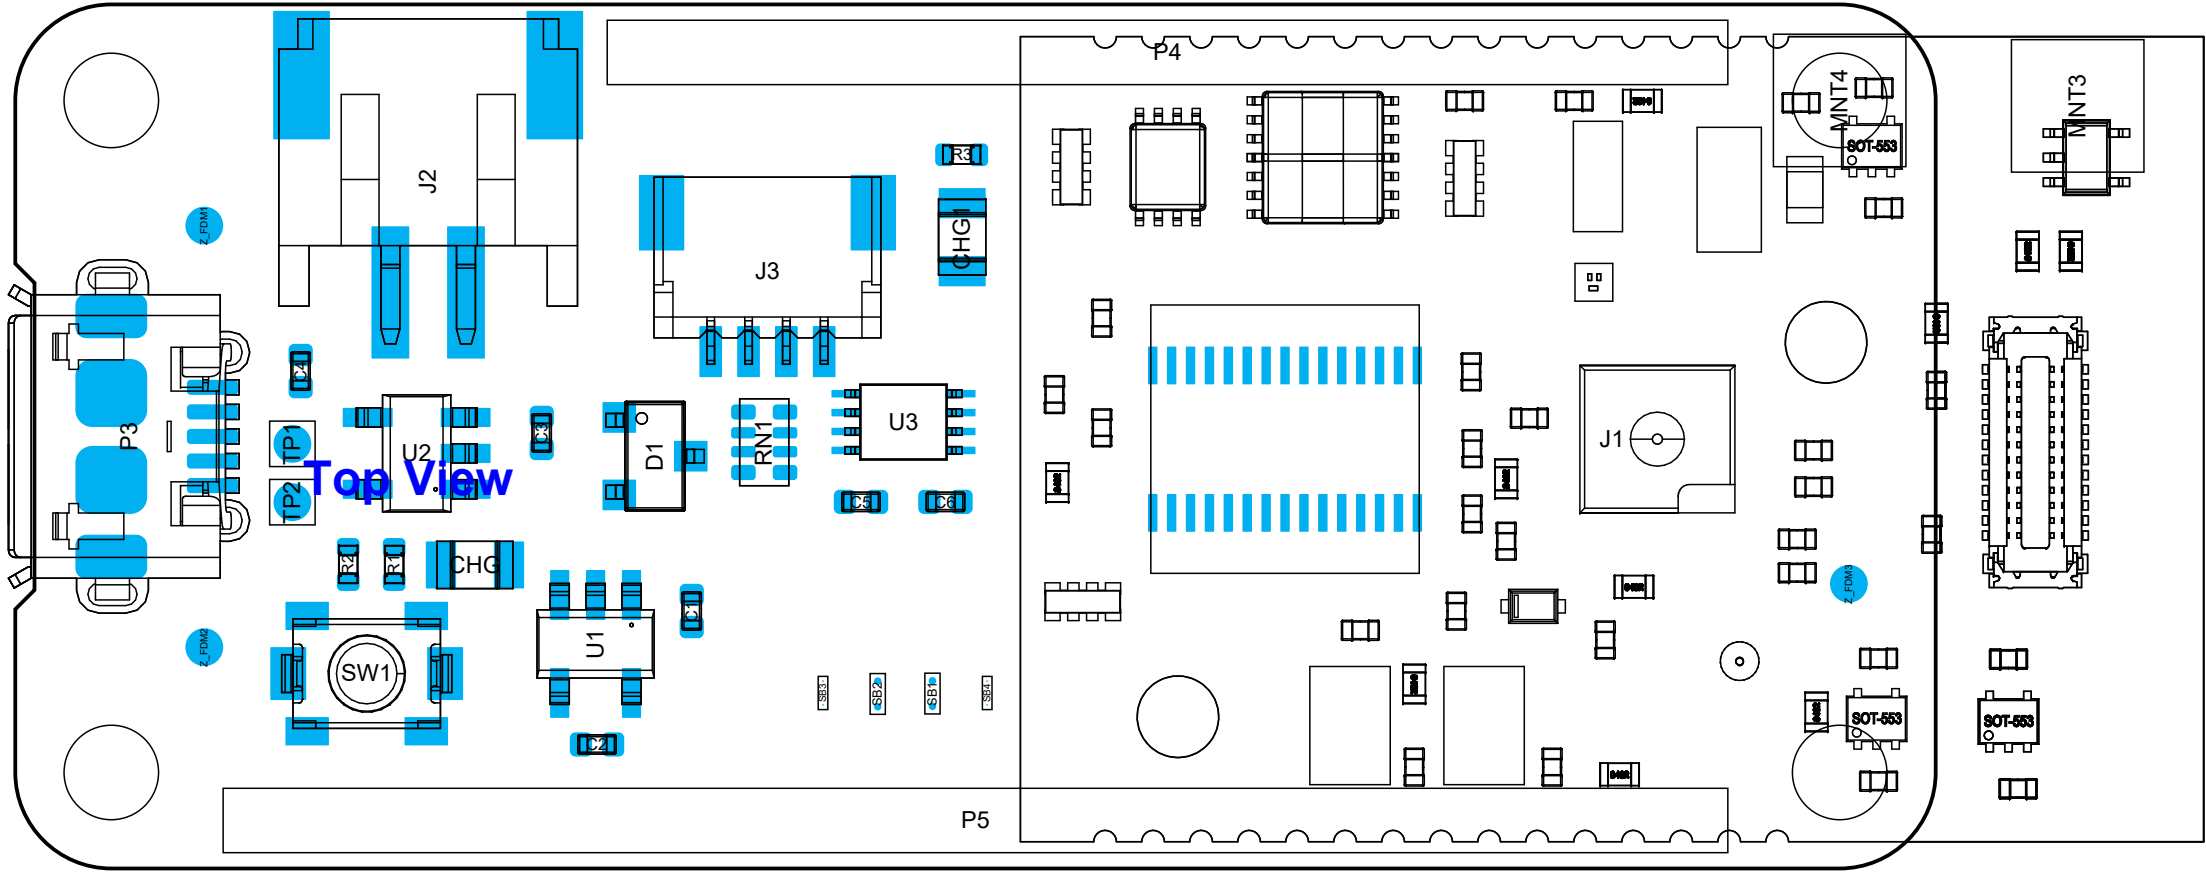 P4
MNT4
MNT3
SOT-553
R3
J2
Z_FDM1
CHG1
J3
C4
P3
TP1
U2
C3
D1
RN1
U3
J1
Top View
TP2
C5
C6
R2
R1
CHG
Z_FDM3
C1
U1
Z_FDM2
SW1
SB3
SB2
SB1
SB4
SOT-553
SOT-553
C2
P5